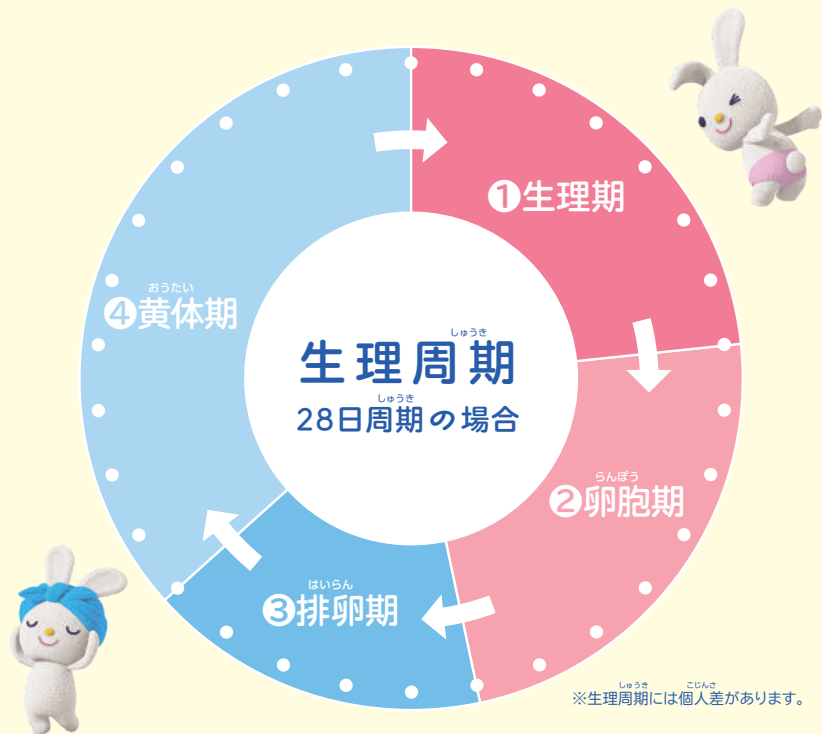 ❶生理期
おうたい
❹黄体期
しゅうき
生理周期
しゅうき
28日周期の場合
らんぽう
❷卵胞期
はいらん
❸排卵期
しゅうき こじんさ
※生理周期には個人差があります。